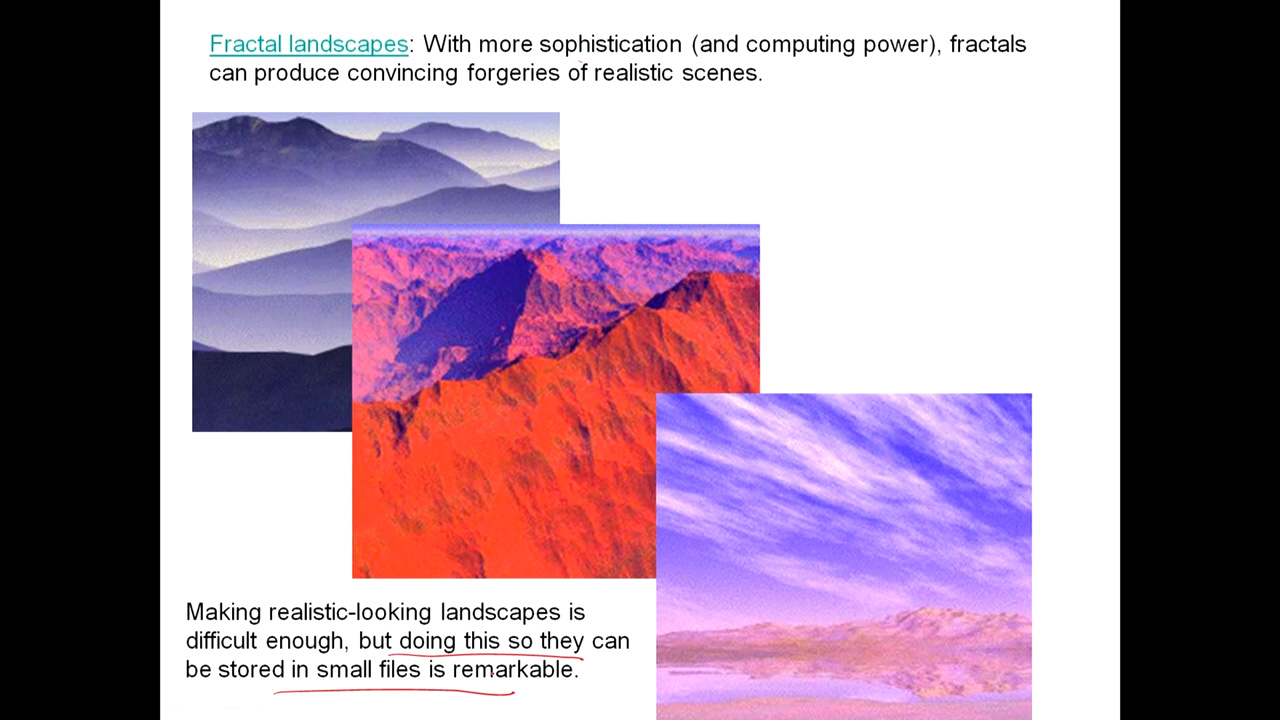 Fractal landscapes: With more sophistication (and computing power), fractals
can produce convincing forgeries of realistic scenes.
Making realistic-looking landscapes is
difficult enough, but doing this so they can
be stored in small files is remarkable.